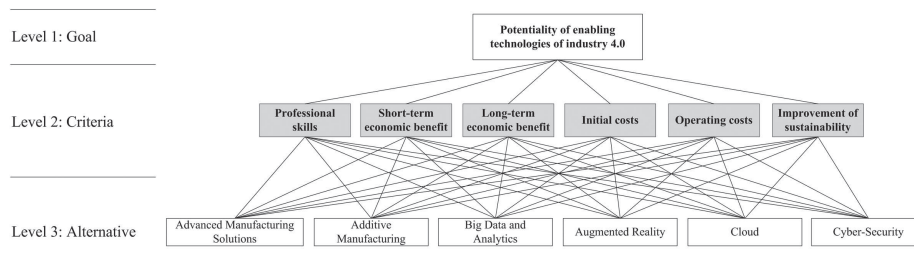 Level 1: Goal
Potentiality of enabling
technologies of industry 4.0
Level 2: Criteria
Professional
skills
Short-term
economic benefit
Long-term
economic benefit
Initial costs
Operating costs
Improvement of
sustainability
Level 3: Alternative
Advanced Manufacturing
Solutions
Additive
Manufacturing
Big Data and
Analytics
Augmented Reality
Cloud
Cyber-Security